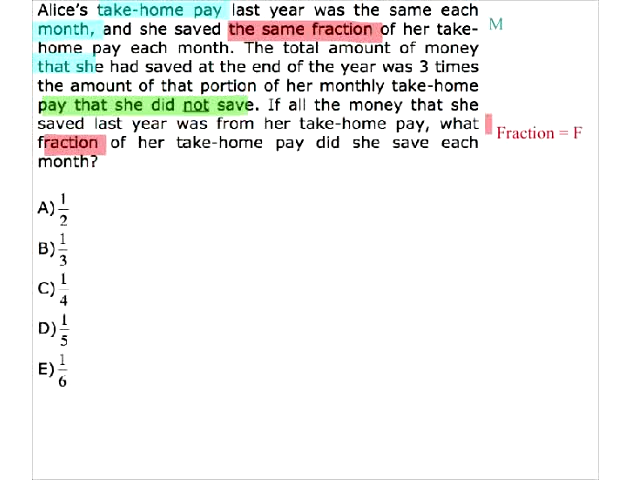 Alice's take-home pay last year was the same each
month, and she saved the same fraction of her take-
home pay each month. The total amount of money
that she had saved at the end of the year was 3 times
the amount of that portion of her monthly take-home
pay that she did not save. If all the money that she
saved last year was from her take-home pay, what
fraction of her take-home pay did she save each
month?
M
Fraction = F
A) 1/2
B) 1/3
C) 1/4
D) 1/5
E) 1/6